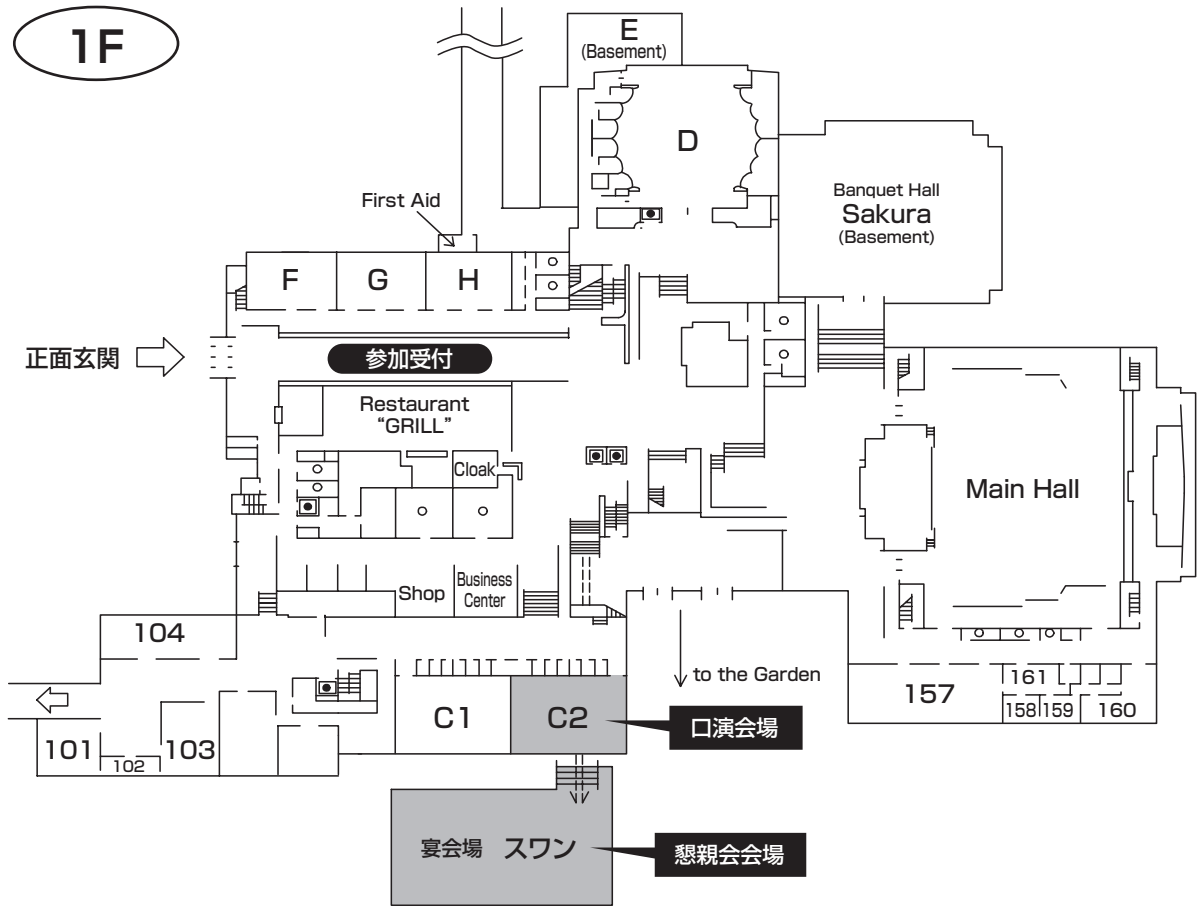 1F
E
(Basement)
D
Banquet Hall
Sakura
(Basement)
First Aid
F
G
H
正面玄関
参加受付
Restaurant
“GRILL”
Cloak
Main Hall
Shop
Business
Center
104
to the Garden
161
157
158
159
160
C1
C2
口演会場
101
102
103
宴会場 スワン
懇親会会場